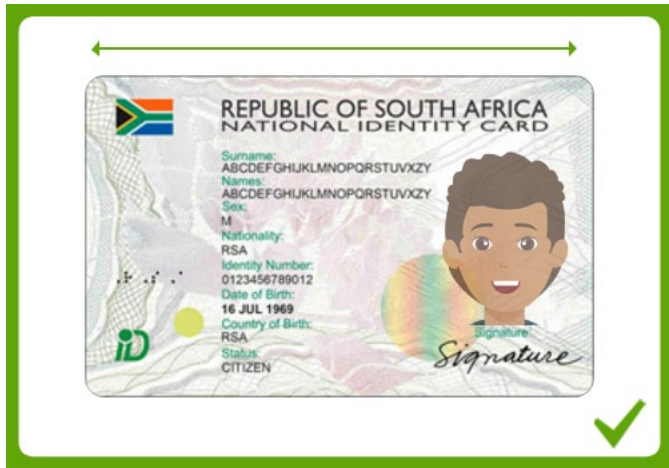 REPUBLIC OF SOUTH AFRICA
NATIONAL IDENTITY CARD
Surname:
ABCDEFGHIJKLMNOPQRSTUVXZY
Names:
ABCDEFGHIJKLMNOPQRSTUVXZY
Sex:
M
Nationality:
RSA
Identity Number:
0123456789012
Date of Birth:
16 JUL 1969
Country of Birth:
RSA
Status:
CITIZEN
iD
Signature:
Signature